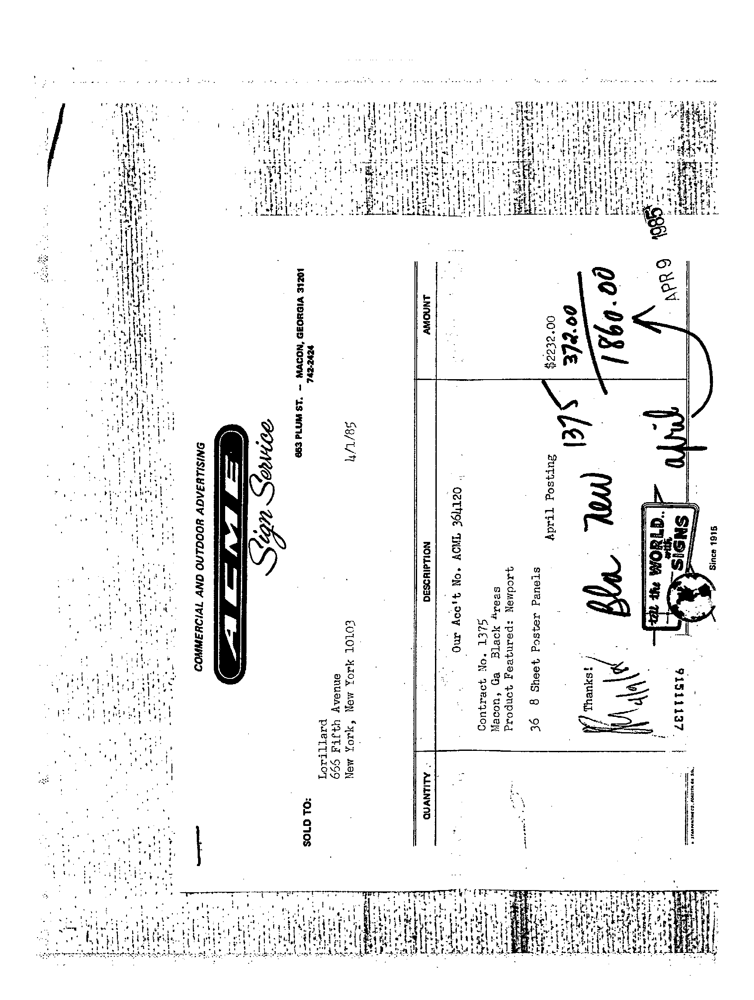 COMMERCIAL AND OUTDOOR ADVERTISING
ACME
Sign Service
663 PLUM ST. -- MACON, GEORGIA 31201
742-2424
SOLD TO:
Lorillard
666 Fifth Avenue
New York, New York 10103
4/1/85
QUANTITY
DESCRIPTION
AMOUNT
Our Acc't No. ACML 364120
Contract No. 1375
Macon, Ga Black Areas
Product Featured: Newport
36 8 Sheet Poster Panels
April Posting
$2232.00
1375
372.00
1860.00
Thanks!
Bla new
april
tell the WORLD..
with
SIGNS
Since 1916
APR 9 1985
91511137